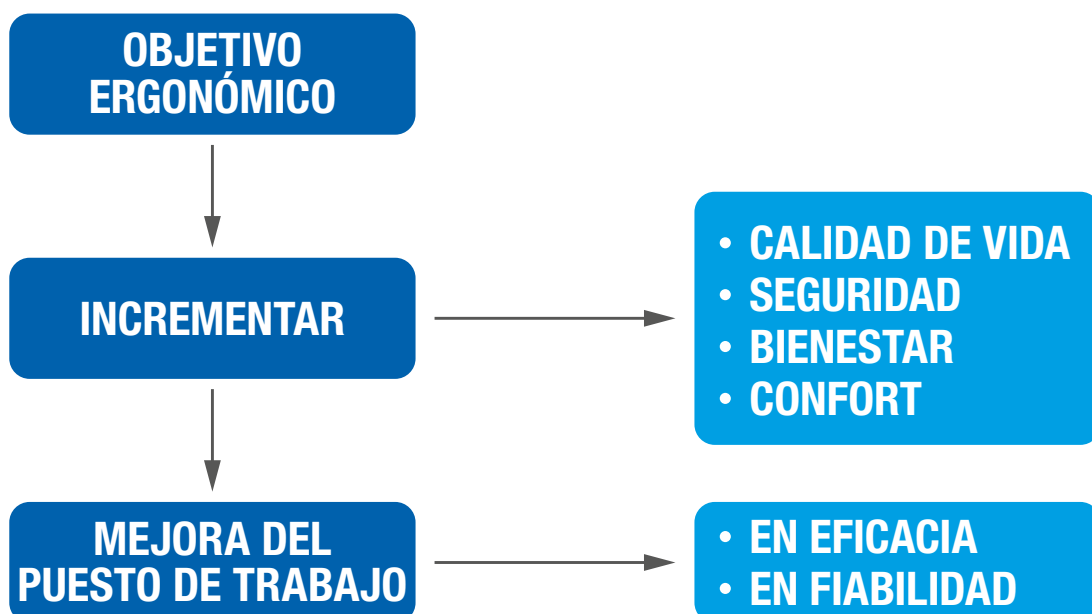 OBJETIVO
ERGONÓMICO
INCREMENTAR
• CALIDAD DE VIDA
• SEGURIDAD
• BIENESTAR
• CONFORT
MEJORA DEL
PUESTO DE TRABAJO
• EN EFICACIA
• EN FIABILIDAD